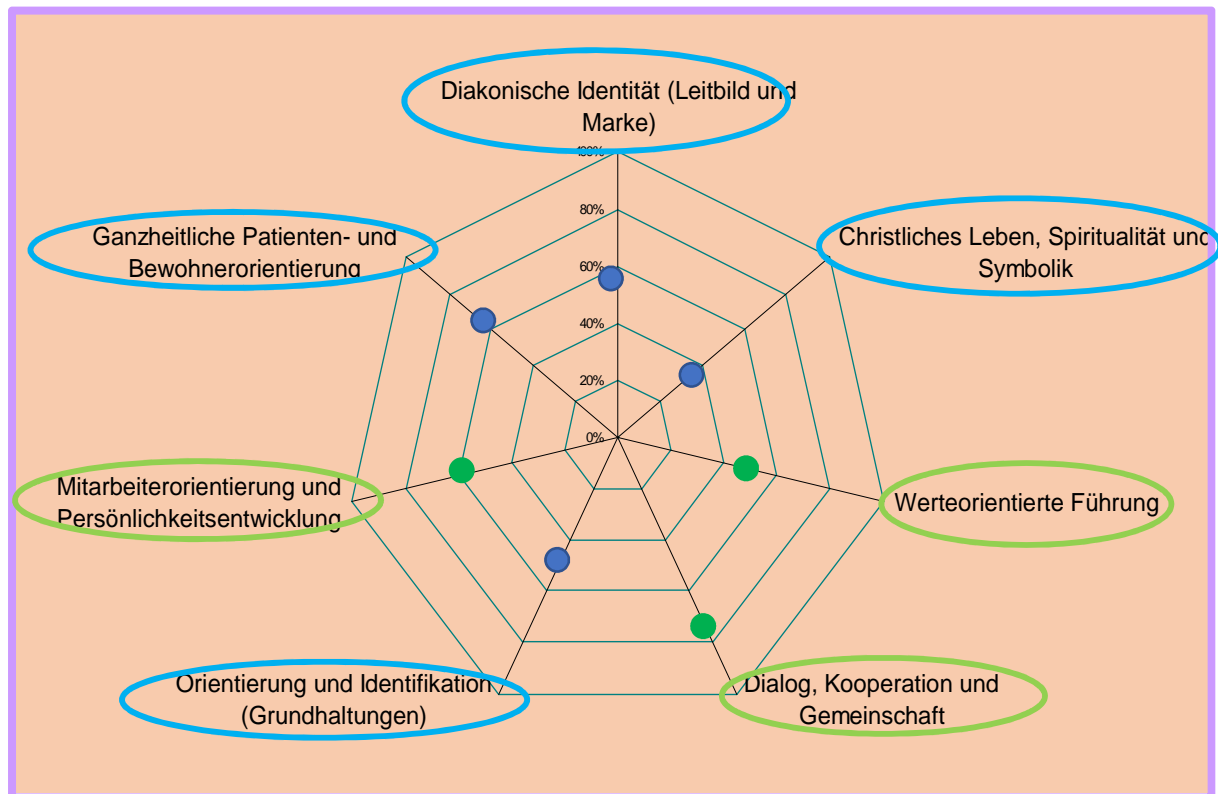 Diakonische Identität (Leitbild und
Marke)
100%
Ganzheitliche Patienten- und
Bewohnerorientierung
Christliches Leben, Spiritualität und
Symbolik
80%
60%
40%
20%
0%
Mitarbeiterorientierung und
Persönlichkeitsentwicklung
Werteorientierte Führung
Orientierung und Identifikation
(Grundhaltungen)
Dialog, Kooperation und
Gemeinschaft